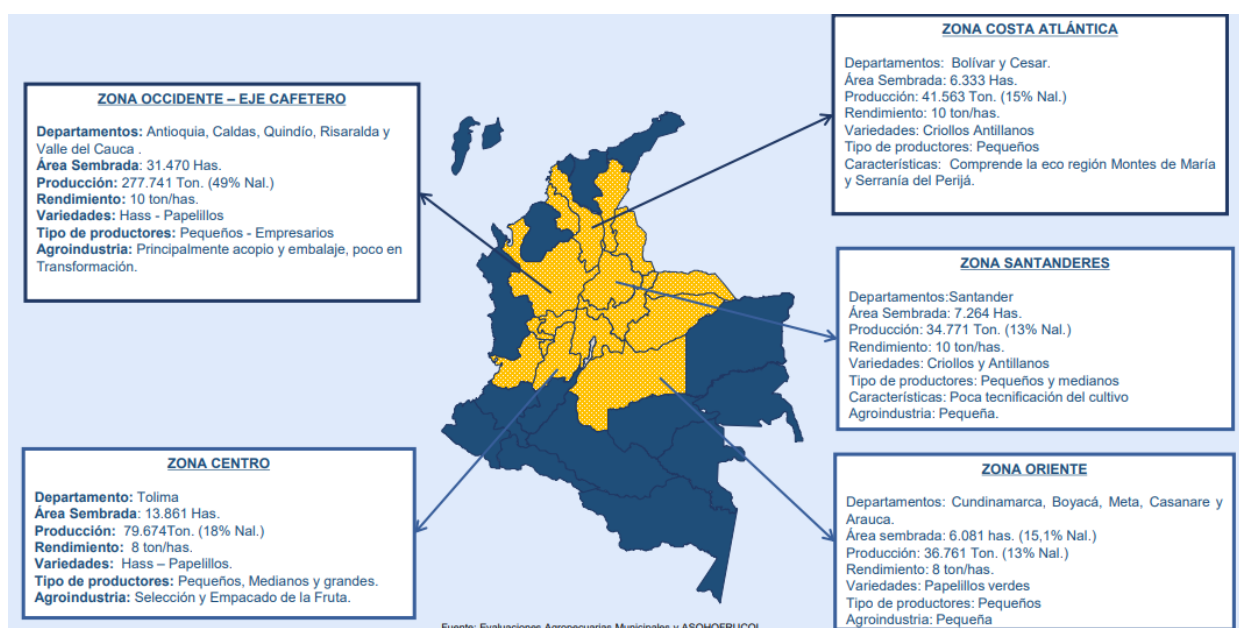 ZONA COSTA ATLÁNTICA
Departamentos: Bolívar y Cesar.
Área Sembrada: 6.333 Has.
Producción: 41.563 Ton. (15% Nal.)
Rendimiento: 10 ton/has.
Variedades: Criollos Antillanos
Tipo de productores: Pequeños
Características: Comprende la eco región Montes de María
y Serranía del Perijá.
ZONA OCCIDENTE – EJE CAFETERO
Departamentos: Antioquia, Caldas, Quindío, Risaralda y
Valle del Cauca .
Área Sembrada: 31.470 Has.
Producción: 277.741 Ton. (49% Nal.)
Rendimiento: 10 ton/has.
Variedades: Hass - Papelillos
Tipo de productores: Pequeños - Empresarios
Agroindustria: Principalmente acopio y embalaje, poco en
Transformación.
ZONA SANTANDERES
Departamentos:Santander
Área Sembrada: 7.264 Has.
Producción: 34.771 Ton. (13% Nal.)
Rendimiento: 10 ton/has.
Variedades: Criollos y Antillanos
Tipo de productores: Pequeños y medianos
Características: Poca tecnificación del cultivo
Agroindustria: Pequeña.
ZONA CENTRO
Departamento: Tolima
Área Sembrada: 13.861 Has.
Producción: 79.674Ton. (18% Nal.)
Rendimiento: 8 ton/has.
Variedades: Hass – Papelillos.
Tipo de productores: Pequeños, Medianos y grandes.
Agroindustria: Selección y Empacado de la Fruta.
ZONA ORIENTE
Departamentos: Cundinamarca, Boyacá, Meta, Casanare y
Arauca.
Área sembrada: 6.081 has. (15,1% Nal.)
Producción: 36.761 Ton. (13% Nal.)
Rendimiento: 8 ton/has.
Variedades: Papelillos verdes
Tipo de productores: Pequeños
Agroindustria: Pequeña
Fuente: Evaluaciones Agropecuarias Municipales y ASOHOFRUCOL